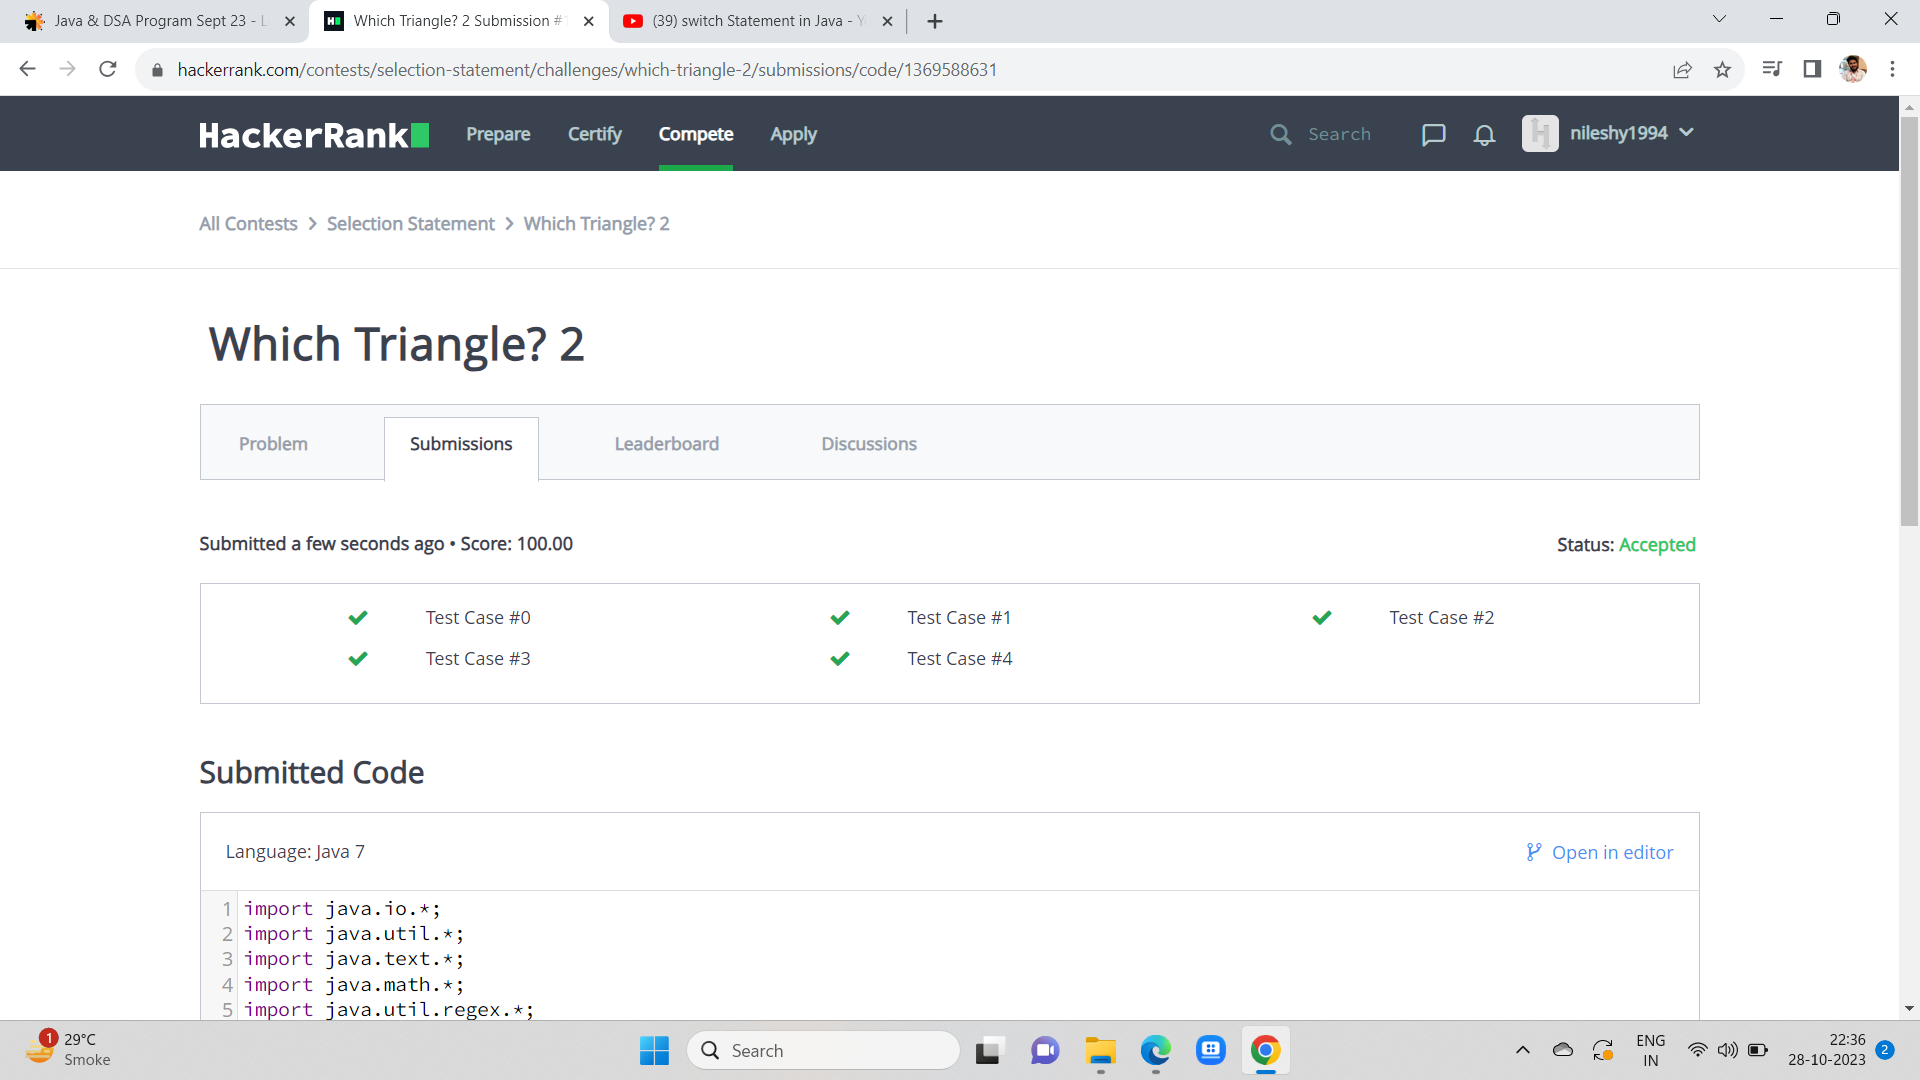 Java & DSA Program Sept 23 - L
Which Triangle? 2 Submission #1
(39) switch Statement in Java - Y
hackerrank.com/contests/selection-statement/challenges/which-triangle-2/submissions/code/1369588631
HackerRank
Prepare
Certify
Compete
Apply
Search
H
nileshy1994
All Contests > Selection Statement > Which Triangle? 2
Which Triangle? 2
Problem
Submissions
Leaderboard
Discussions
Submitted a few seconds ago • Score: 100.00
Status: Accepted
Test Case #0
Test Case #1
Test Case #2
Test Case #3
Test Case #4
Submitted Code
Language: Java 7
Open in editor
1 import java.io.*;
2 import java.util.*;
3 import java.text.*;
4 import java.math.*;
5 import java.util.regex.*;
1
29°C
Smoke
Search
ENG
IN
22:36
28-10-2023
2